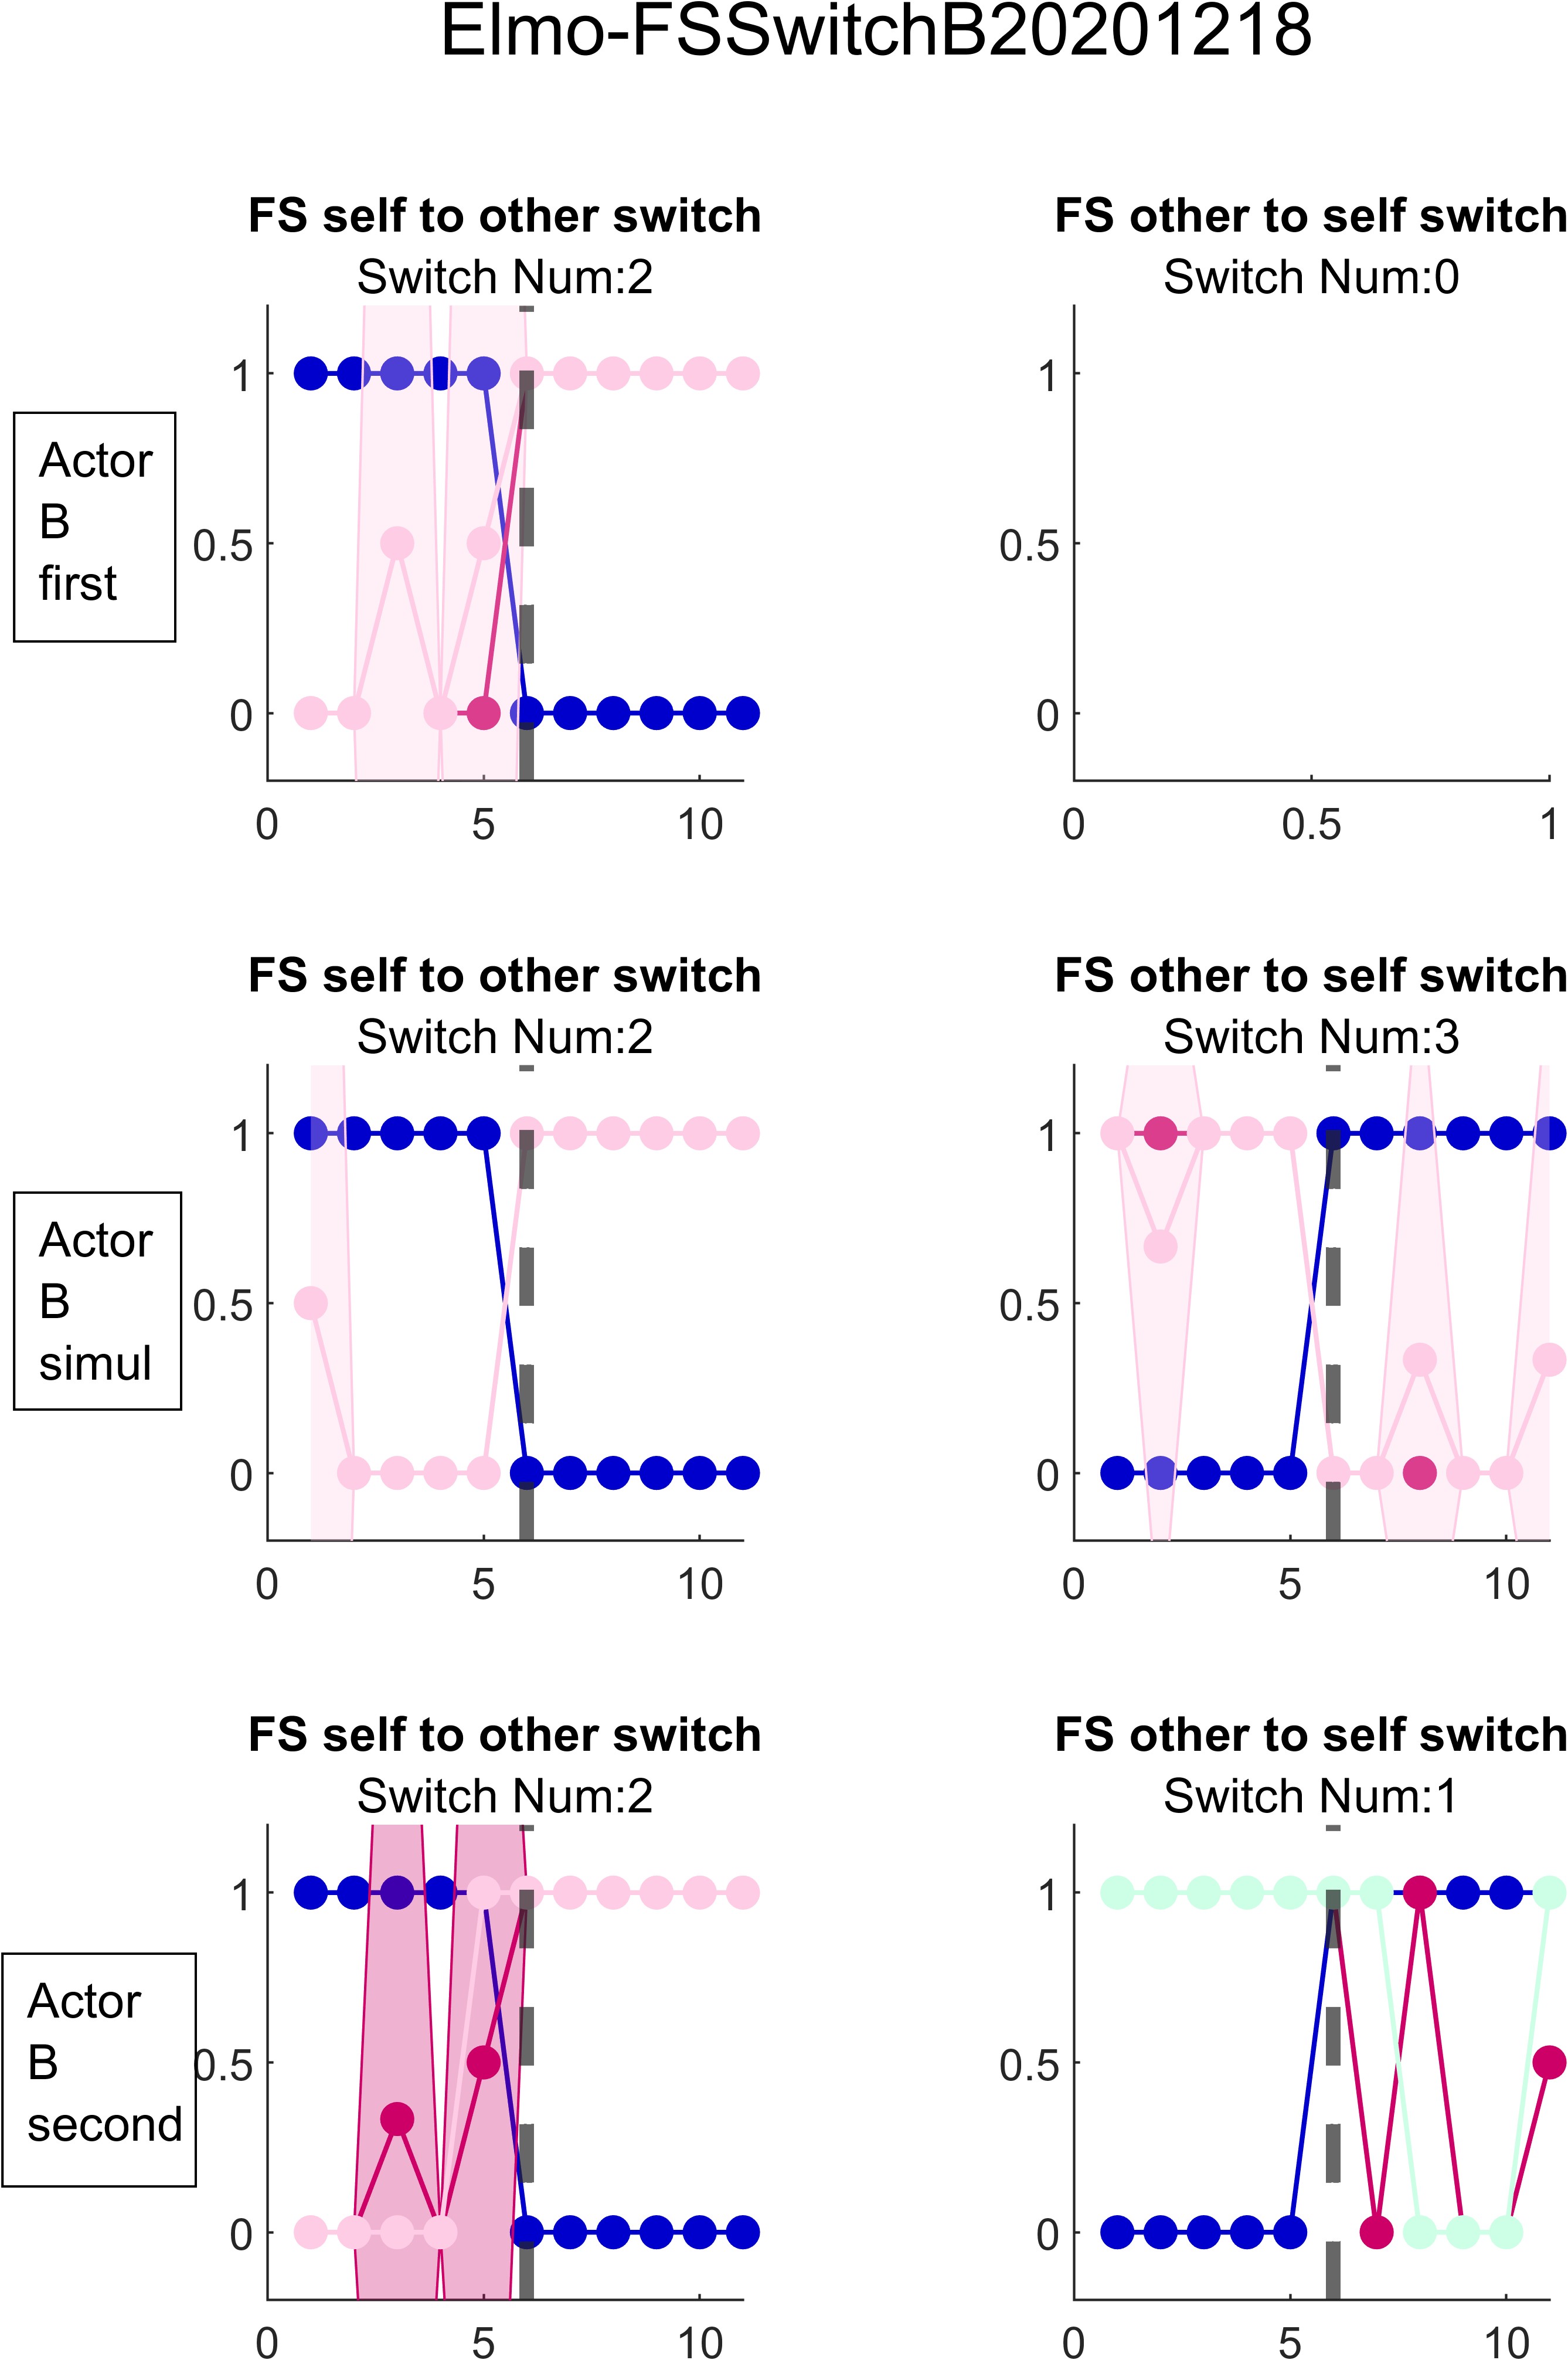 Elmo-FSSwitchB20201218
FS self to other switch
Switch Num:2
FS other to self switch
Switch Num:0
Actor
B
first
1
0.5
0
0
5
10
1
0.5
0
0
0.5
1
FS self to other switch
Switch Num:2
FS other to self switch
Switch Num:3
Actor
B
simul
1
0.5
0
0
5
10
1
0.5
0
0
5
10
FS self to other switch
Switch Num:2
FS other to self switch
Switch Num:1
Actor
B
second
1
0.5
0
0
5
10
1
0.5
0
0
5
10